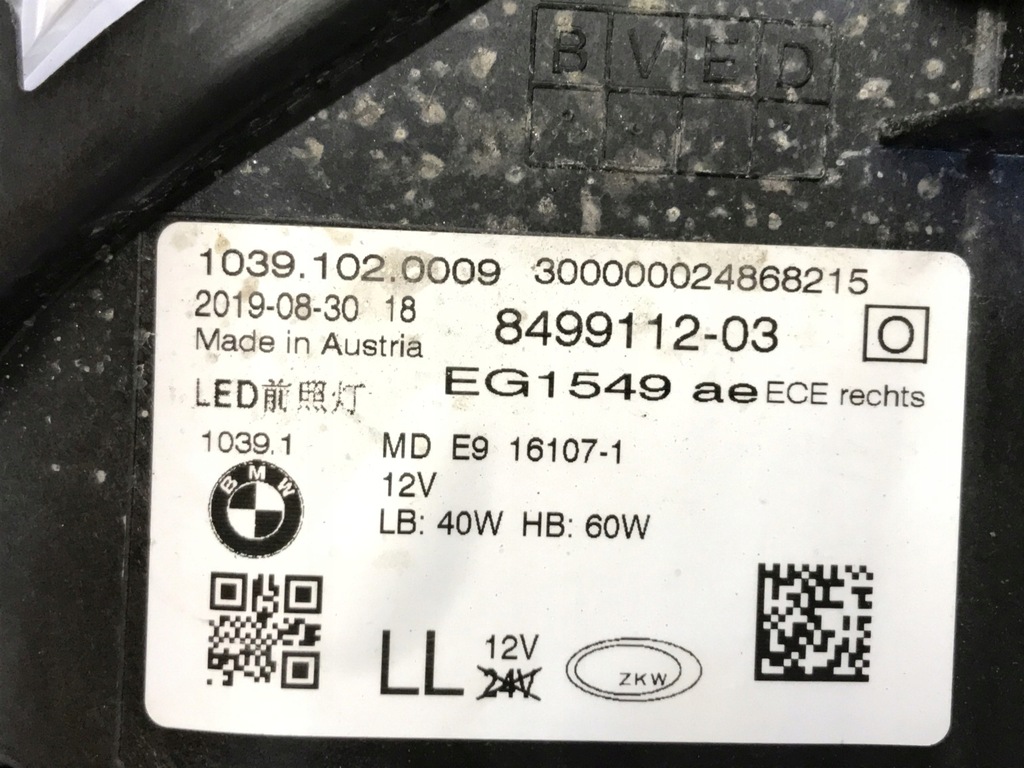 BVED
1039.102.0009 300000024868215
2019-08-30 18
8499112-03
O
Made in Austria
EG1549 ae ECE rechts
LED前照灯
1039.1
MD E9 16107-1
BMW
12V
LB: 40W HB: 60W
LL
12V
24V
ZKW